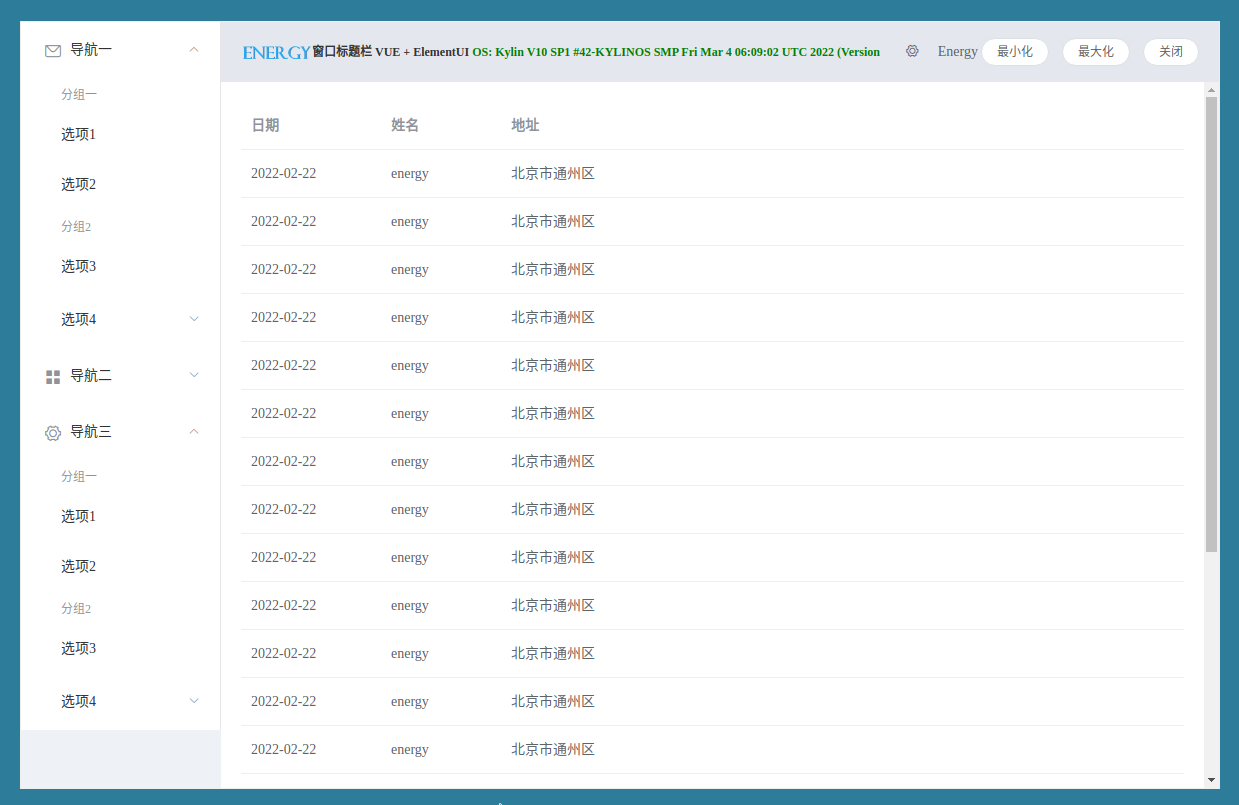 导航一
分组一
选项1
选项2
分组2
选项3
选项4
导航二
导航三
分组一
选项1
选项2
分组2
选项3
选项4
ENERGY 窗口标题栏 VUE + ElementUI OS: Kylin V10 SP1 #42-KYLINOS SMP Fri Mar 4 06:09:02 UTC 2022 (Version
Energy 最小化 最大化 关闭
日期 姓名 地址
2022-02-22 energy 北京市通州区
2022-02-22 energy 北京市通州区
2022-02-22 energy 北京市通州区
2022-02-22 energy 北京市通州区
2022-02-22 energy 北京市通州区
2022-02-22 energy 北京市通州区
2022-02-22 energy 北京市通州区
2022-02-22 energy 北京市通州区
2022-02-22 energy 北京市通州区
2022-02-22 energy 北京市通州区
2022-02-22 energy 北京市通州区
2022-02-22 energy 北京市通州区
2022-02-22 energy 北京市通州区